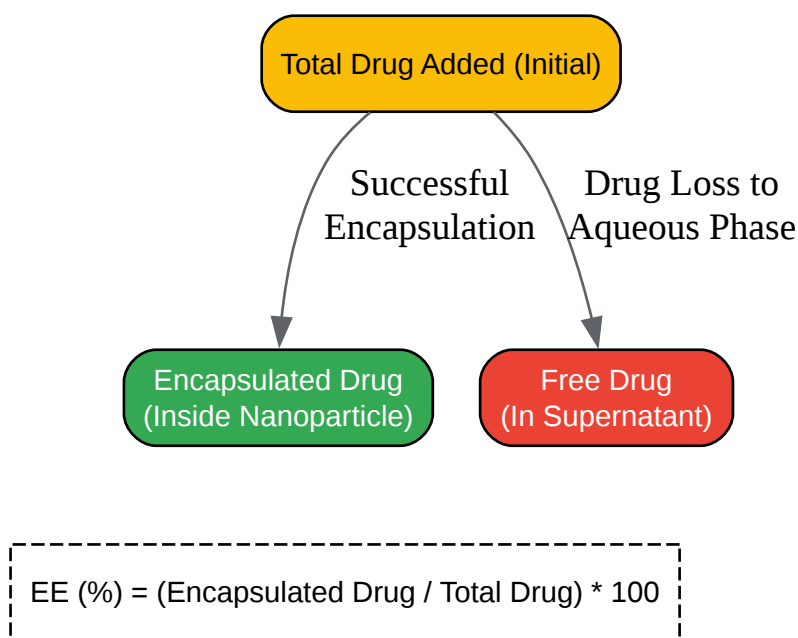 Total Drug Added (Initial)
Successful
Encapsulation
Drug Loss to
Aqueous Phase
Encapsulated Drug
(Inside Nanoparticle)
Free Drug
(In Supernatant)
EE (%) = (Encapsulated Drug / Total Drug) * 100